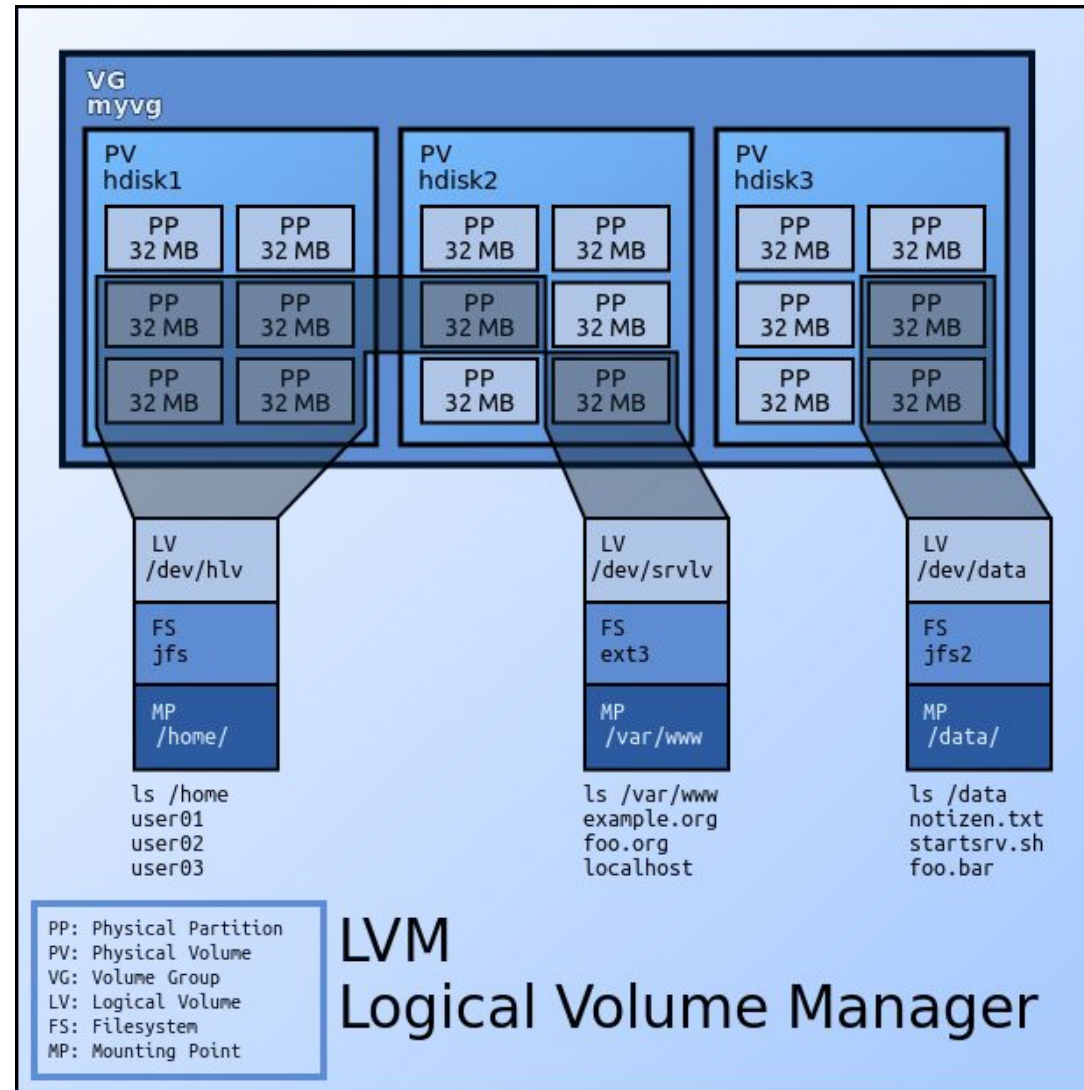 VG
myvg
PV
hdisk1
PP
32 MB
PP
32 MB
PP
32 MB
PP
32 MB
PP
32 MB
PP
32 MB
PV
hdisk2
PP
32 MB
PP
32 MB
PP
32 MB
PP
32 MB
PP
32 MB
PP
32 MB
PV
hdisk3
PP
32 MB
PP
32 MB
PP
32 MB
PP
32 MB
PP
32 MB
PP
32 MB
LV
/dev/hlv
FS
jfs
MP
/home/
ls /home
user01
user02
user03
LV
/dev/srvlv
FS
ext3
MP
/var/www
ls /var/www
example.org
foo.org
localhost
LV
/dev/data
FS
jfs2
MP
/data/
ls /data
notizen.txt
startsrv.sh
foo.bar
PP: Physical Partition
PV: Physical Volume
VG: Volume Group
LV: Logical Volume
FS: Filesystem
MP: Mounting Point
LVM
Logical Volume Manager